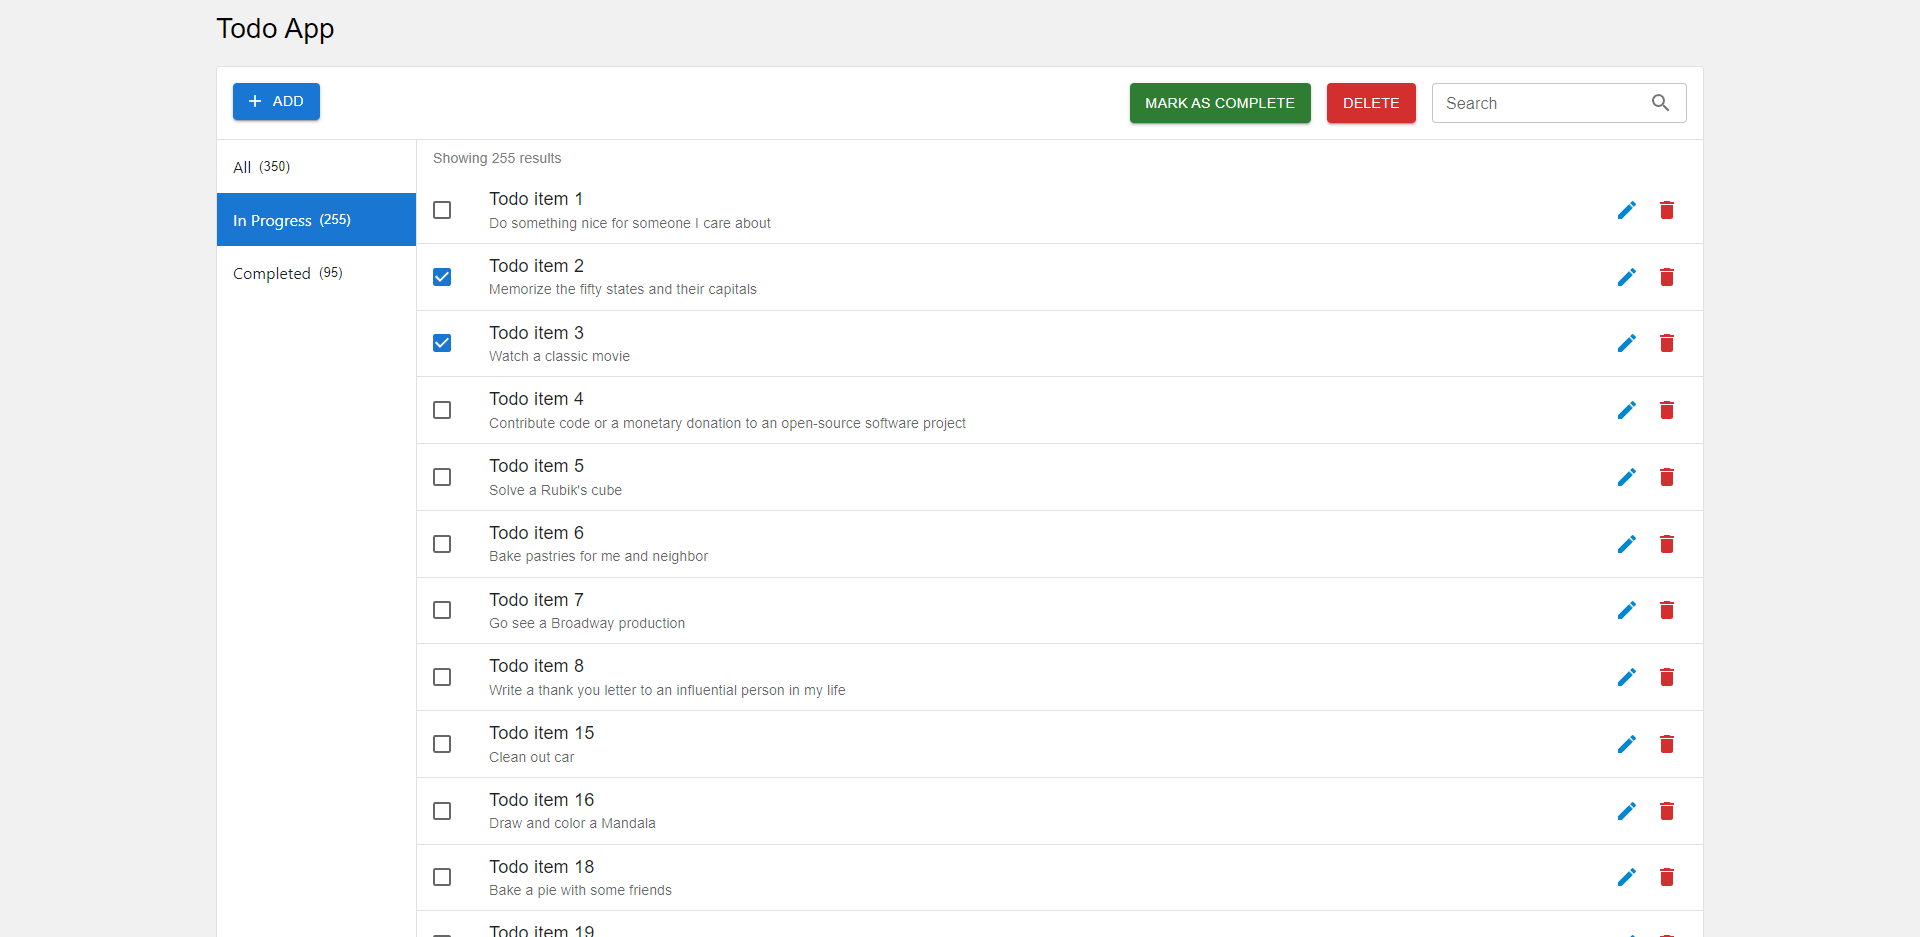 Todo App
ADD
MARK AS COMPLETE
DELETE
Search
All (350)
In Progress (255)
Completed (95)
Showing 255 results
Todo item 1
Do something nice for someone I care about
Todo item 2
Memorize the fifty states and their capitals
Todo item 3
Watch a classic movie
Todo item 4
Contribute code or a monetary donation to an open-source software project
Todo item 5
Solve a Rubik's cube
Todo item 6
Bake pastries for me and neighbor
Todo item 7
Go see a Broadway production
Todo item 8
Write a thank you letter to an influential person in my life
Todo item 15
Clean out car
Todo item 16
Draw and color a Mandala
Todo item 18
Bake a pie with some friends
Todo item 19